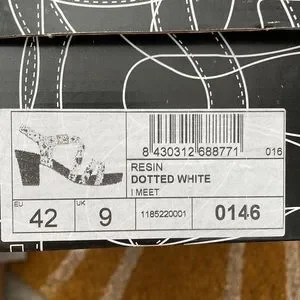 8 430312 688771
016
RESIN
DOTTED WHITE
I MEET
EU
42
UK
9
1185220001
0146